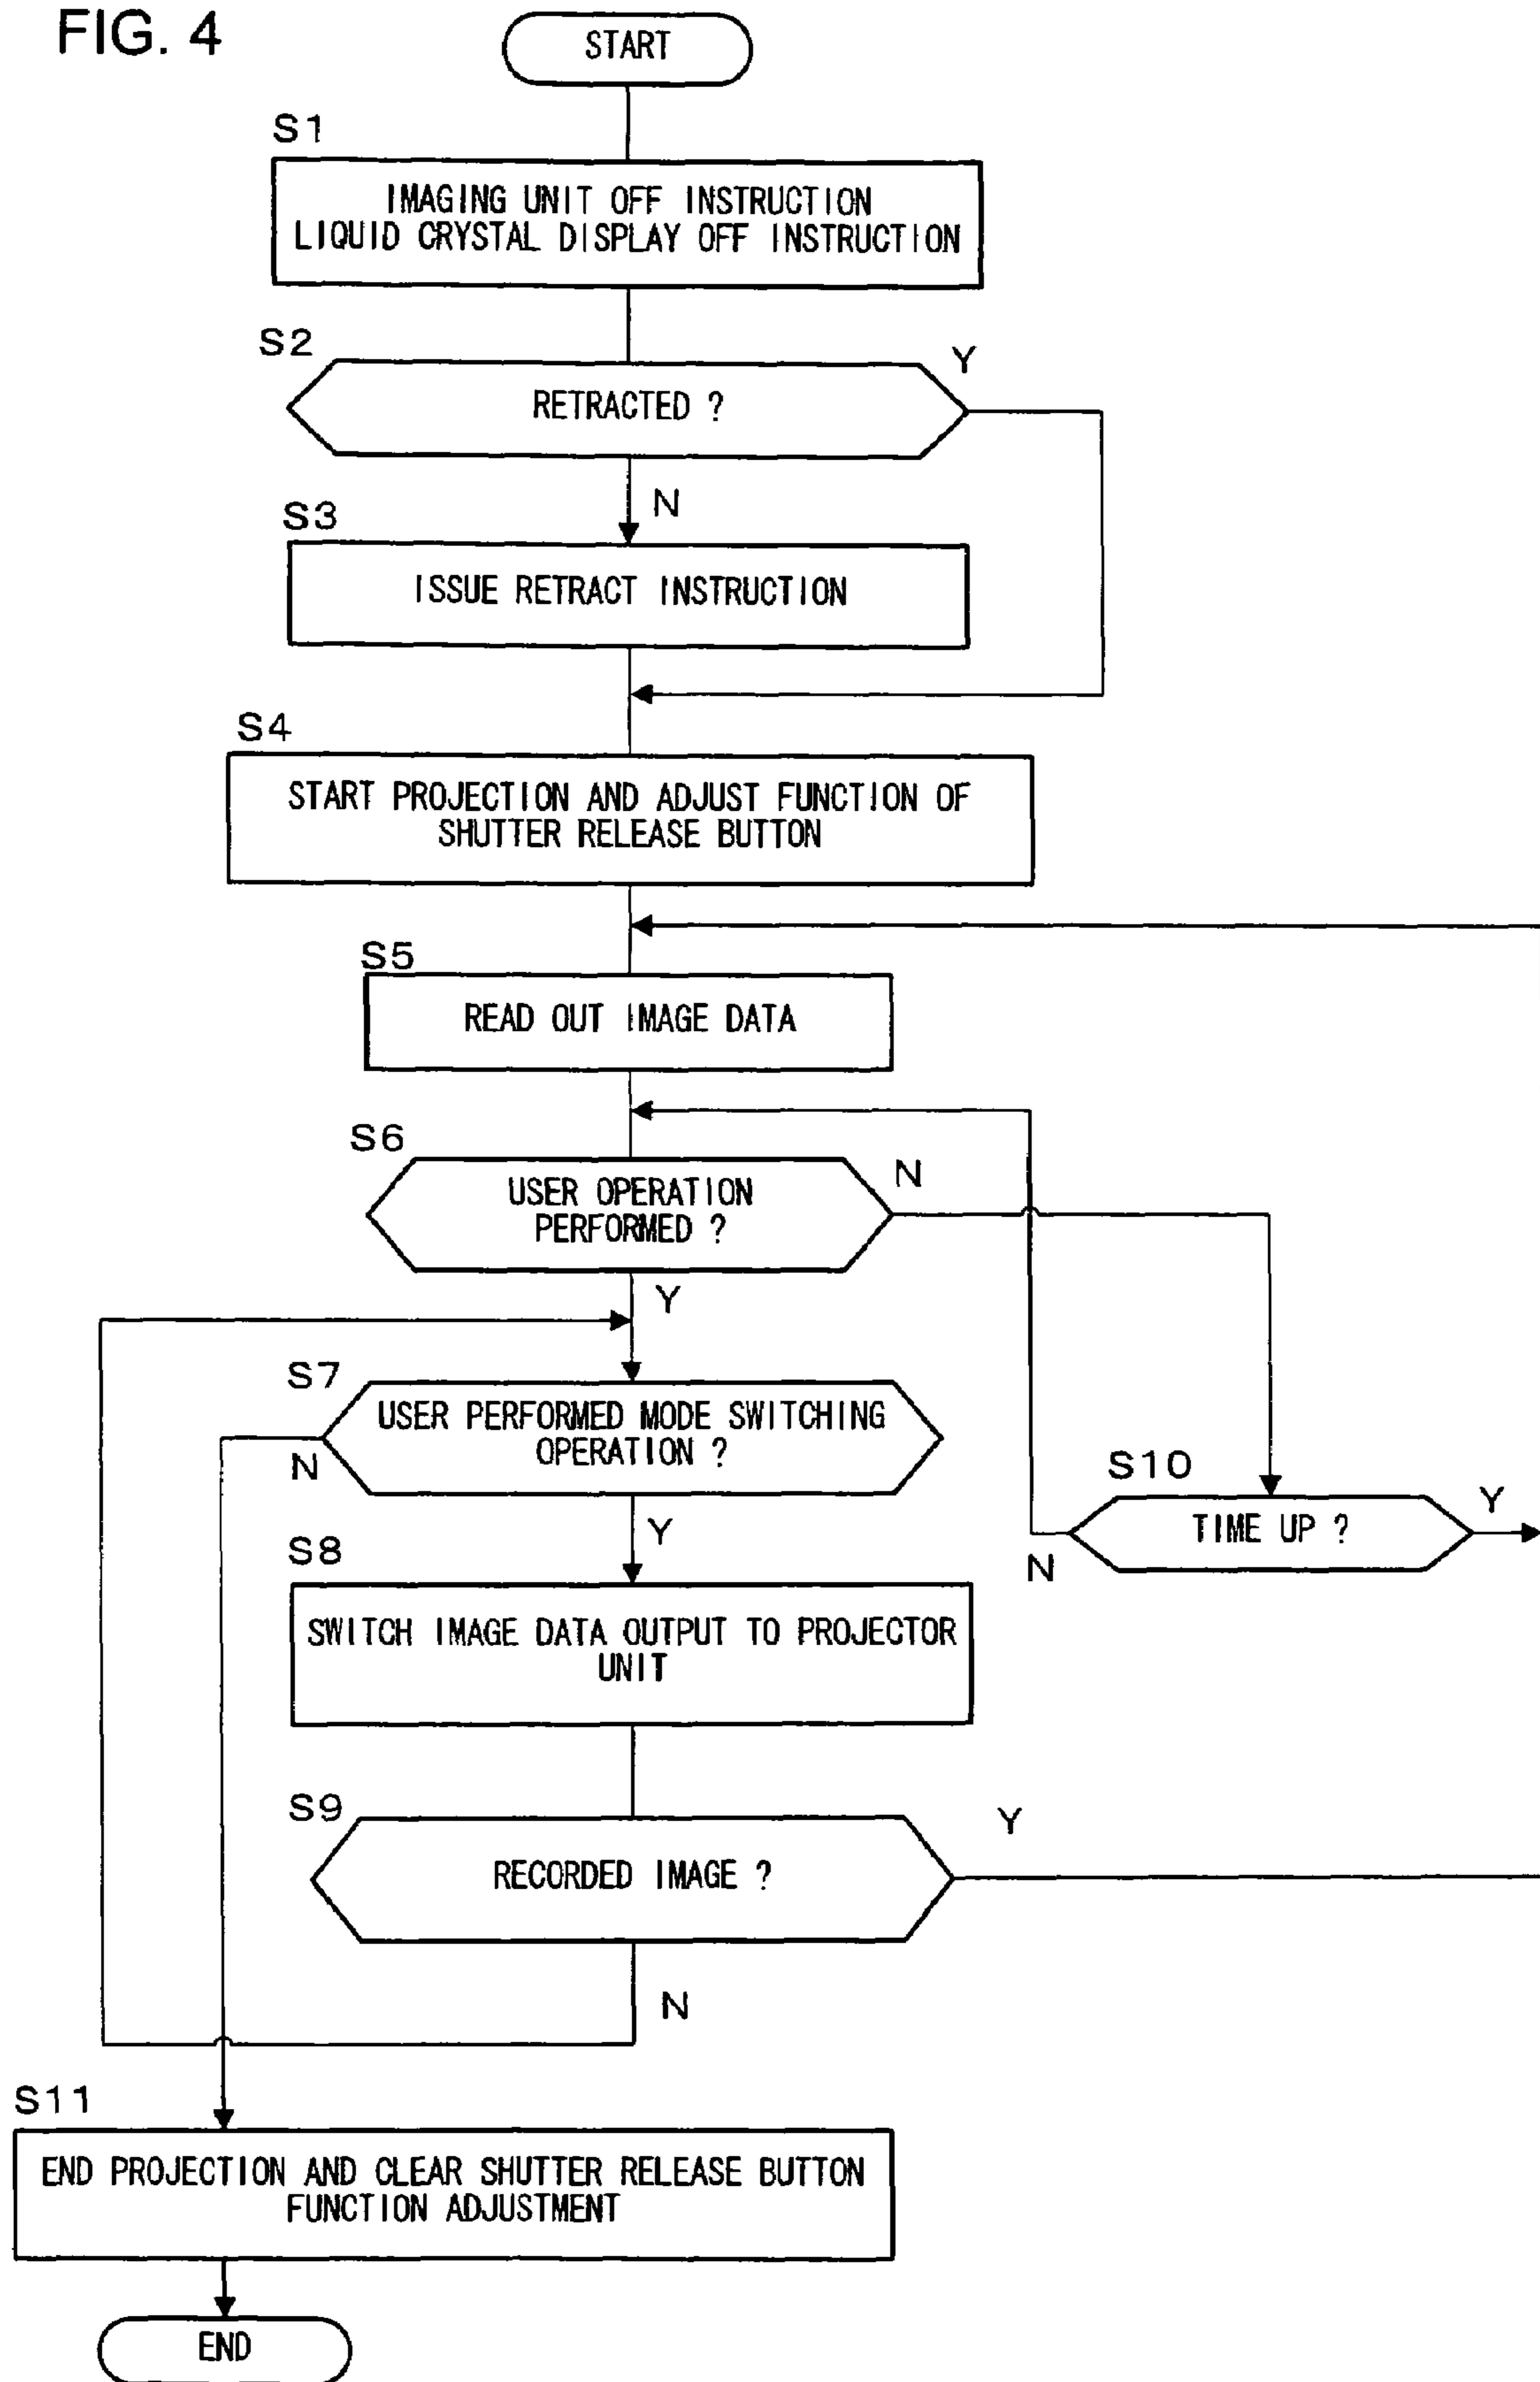 FIG. 4
START
S1
IMAGING UNIT OFF INSTRUCTION
LIQUID CRYSTAL DISPLAY OFF INSTRUCTION
S2
RETRACTED ?
Y
N
S3
ISSUE RETRACT INSTRUCTION
S4
START PROJECTION AND ADJUST FUNCTION OF
SHUTTER RELEASE BUTTON
S5
READ OUT IMAGE DATA
S6
USER OPERATION
PERFORMED ?
N
Y
S7
USER PERFORMED MODE SWITCHING
OPERATION ?
N
Y
S10
TIME UP ?
Y
N
S8
SWITCH IMAGE DATA OUTPUT TO PROJECTOR
UNIT
S9
RECORDED IMAGE ?
Y
N
S11
END PROJECTION AND CLEAR SHUTTER RELEASE BUTTON
FUNCTION ADJUSTMENT
END